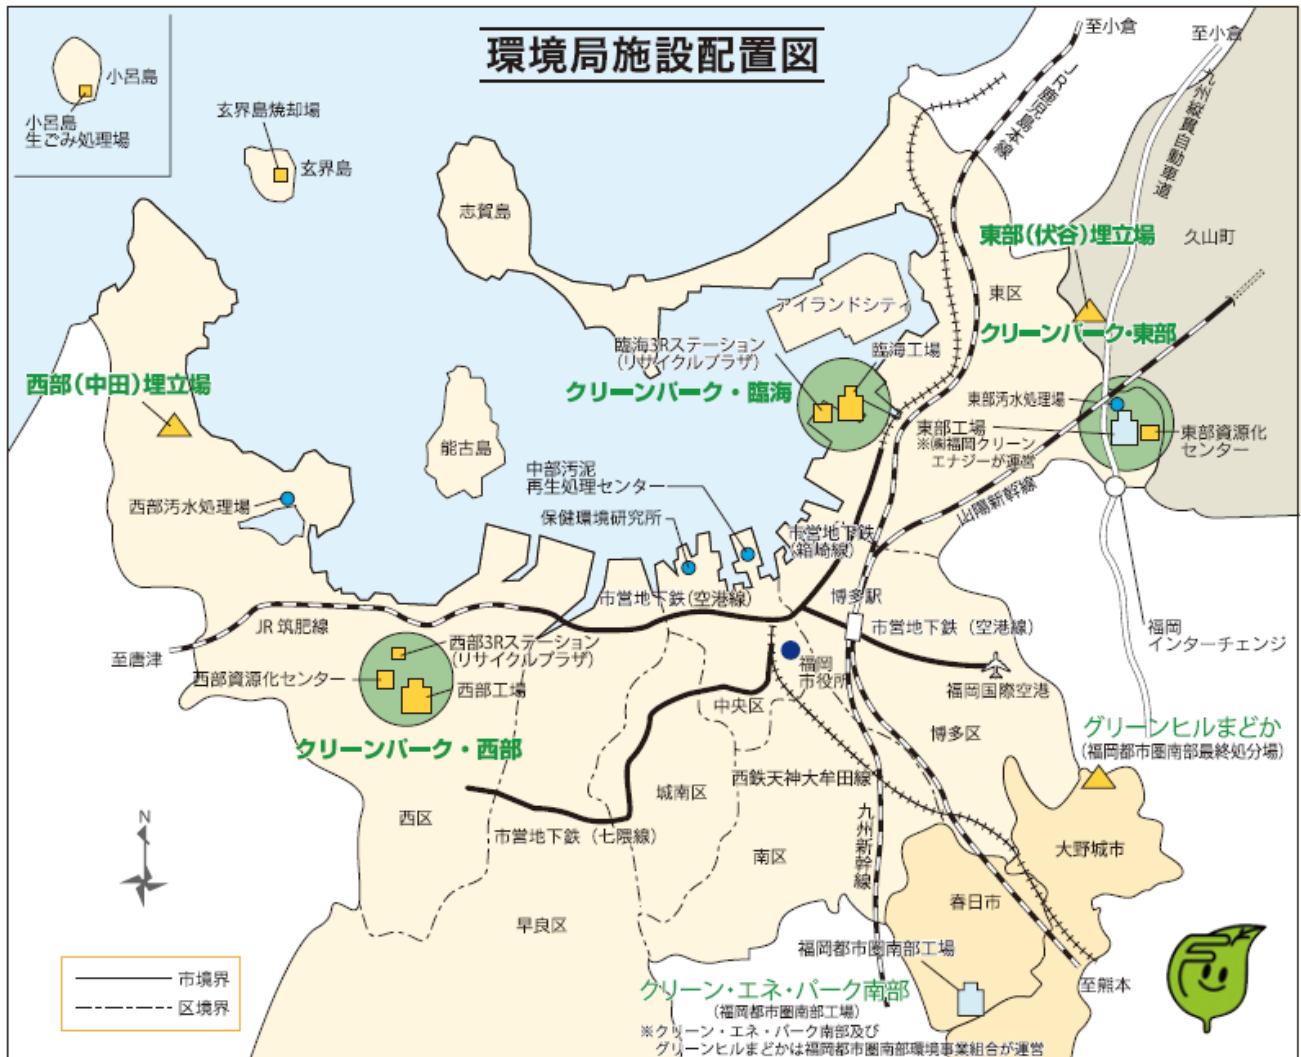 環境局施設配置図
小呂島
小呂島
生ごみ処理場
玄界島焼却場
玄界島
志賀島
至小倉
JR鹿児島本線
至小倉
九州縦貫自動車道
東部(伏谷)埋立場
久山町
東区
アイランドシティ
クリーンパーク・東部
臨海3Rステーション
(リサイクルプラザ)
臨海工場
クリーンパーク・臨海
西部(中田)埋立場
東部汚水処理場
東部工場
※㈱福岡クリーン
エナジーが運営
東部資源化
センター
能古島
中部汚泥
再生処理センター
保健環境研究所
西部汚水処理場
山陽新幹線
市営地下鉄
(箱崎線)
市営地下鉄(空港線)
博多駅
JR 筑肥線
至唐津
市営地下鉄(空港線)
福岡
インターチェンジ
西部3Rステーション
(リサイクルプラザ)
西部資源化センター
西部工場
福岡
市役所
福岡国際空港
中央区
博多区
クリーンパーク・西部
グリーンヒルまどか
(福岡都市圏南部最終処分場)
西鉄天神大牟田線
城南区
西区
市営地下鉄(七隈線)
九州新幹線
南区
大野城市
N
春日市
早良区
福岡都市圏南部工場
市境界
区境界
クリーン・エネ・パーク南部
(福岡都市圏南部工場)
至熊本
※クリーン・エネ・パーク南部及び
グリーンヒルまどかは福岡都市圏南部環境事業組合が運営